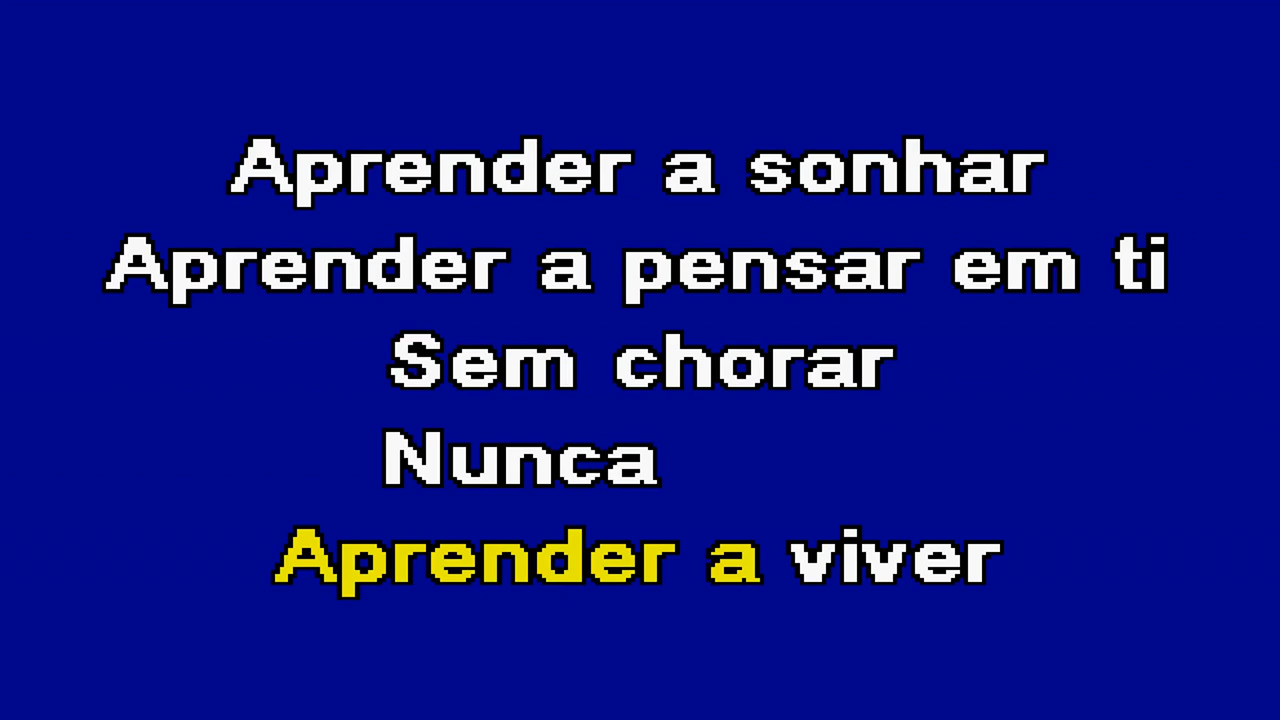 Aprender a sonhar
Aprender a pensar em ti
Sem chorar
Nunca
Aprender a viver